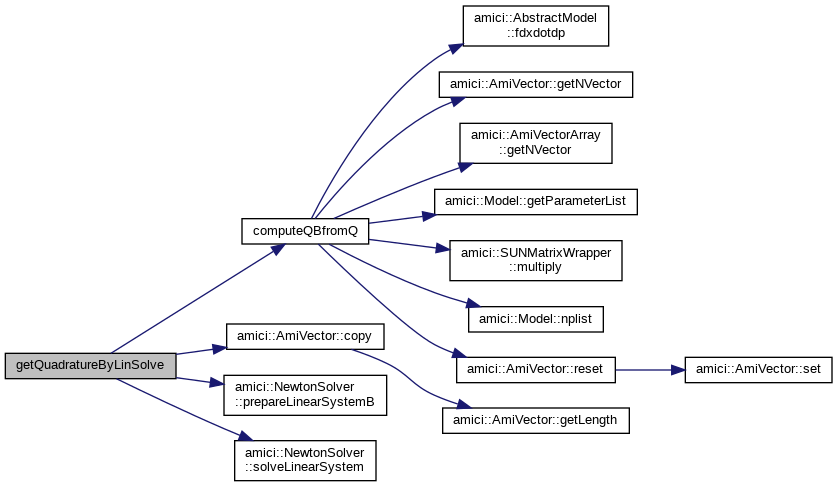 amici::AbstractModel
::fdxdotdp
amici::AmiVector::getNVector
amici::AmiVectorArray
::getNVector
amici::Model::getParameterList
computeQBfromQ
amici::SUNMatrixWrapper
::multiply
amici::Model::nplist
amici::AmiVector::copy
getQuadratureByLinSolve
amici::AmiVector::reset
amici::AmiVector::set
amici::NewtonSolver
::prepareLinearSystemB
amici::AmiVector::getLength
amici::NewtonSolver
::solveLinearSystem